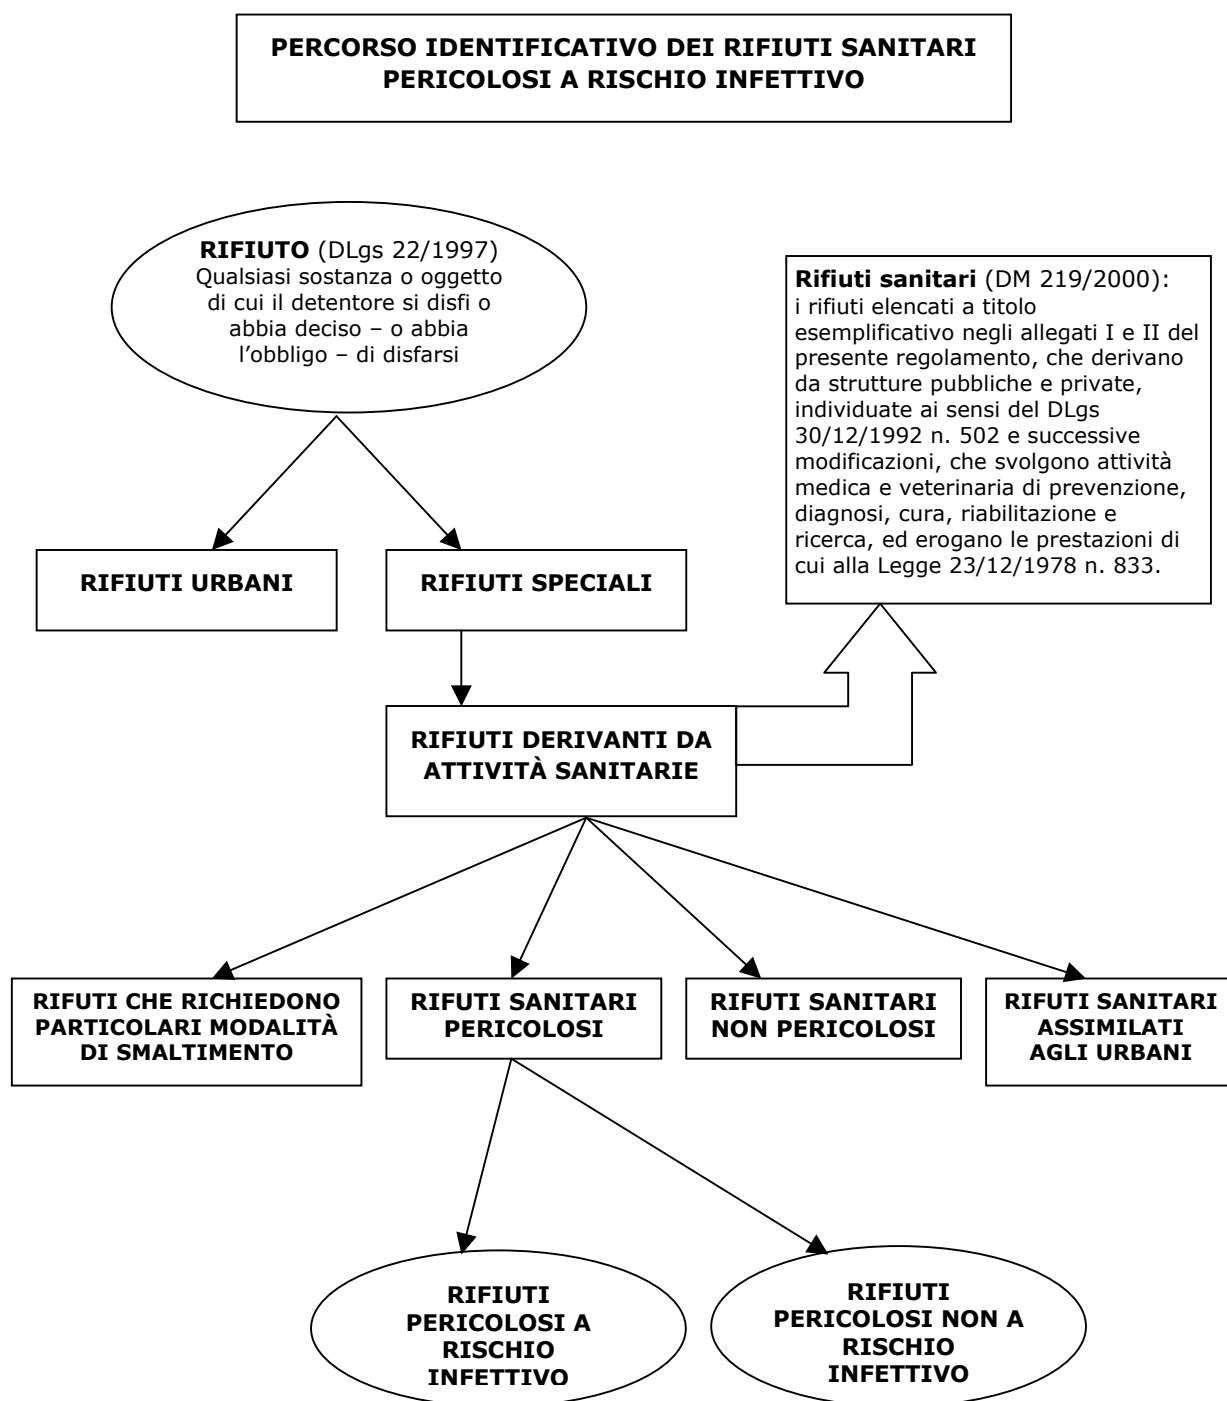 PERCORSO IDENTIFICATIVO DEI RIFIUTI SANITARI
PERICOLOSI A RISCHIO INFETTIVO
RIFIUTO (DLgs 22/1997)
Qualsiasi sostanza o oggetto
di cui il detentore si disfi o
abbia deciso – o abbia
l'obbligo – di disfarsi
Rifiuti sanitari (DM 219/2000):
i rifiuti elencati a titolo
esemplificativo negli allegati I e II del
presente regolamento, che derivano
da strutture pubbliche e private,
individuate ai sensi del DLgs
30/12/1992 n. 502 e successive
modificazioni, che svolgono attività
medica e veterinaria di prevenzione,
diagnosi, cura, riabilitazione e
ricerca, ed erogano le prestazioni di
cui alla Legge 23/12/1978 n. 833.
RIFIUTI URBANI
RIFIUTI SPECIALI
RIFIUTI DERIVANTI DA
ATTIVITÀ SANITARIE
RIFUTI CHE RICHIEDONO
PARTICOLARI MODALITÀ
DI SMALTIMENTO
RIFUTI SANITARI
PERICOLOSI
RIFUTI SANITARI
NON PERICOLOSI
RIFUTI SANITARI
ASSIMILATI
AGLI URBANI
RIFIUTI
PERICOLOSI A
RISCHIO
INFETTIVO
RIFIUTI
PERICOLOSI NON A
RISCHIO
INFETTIVO